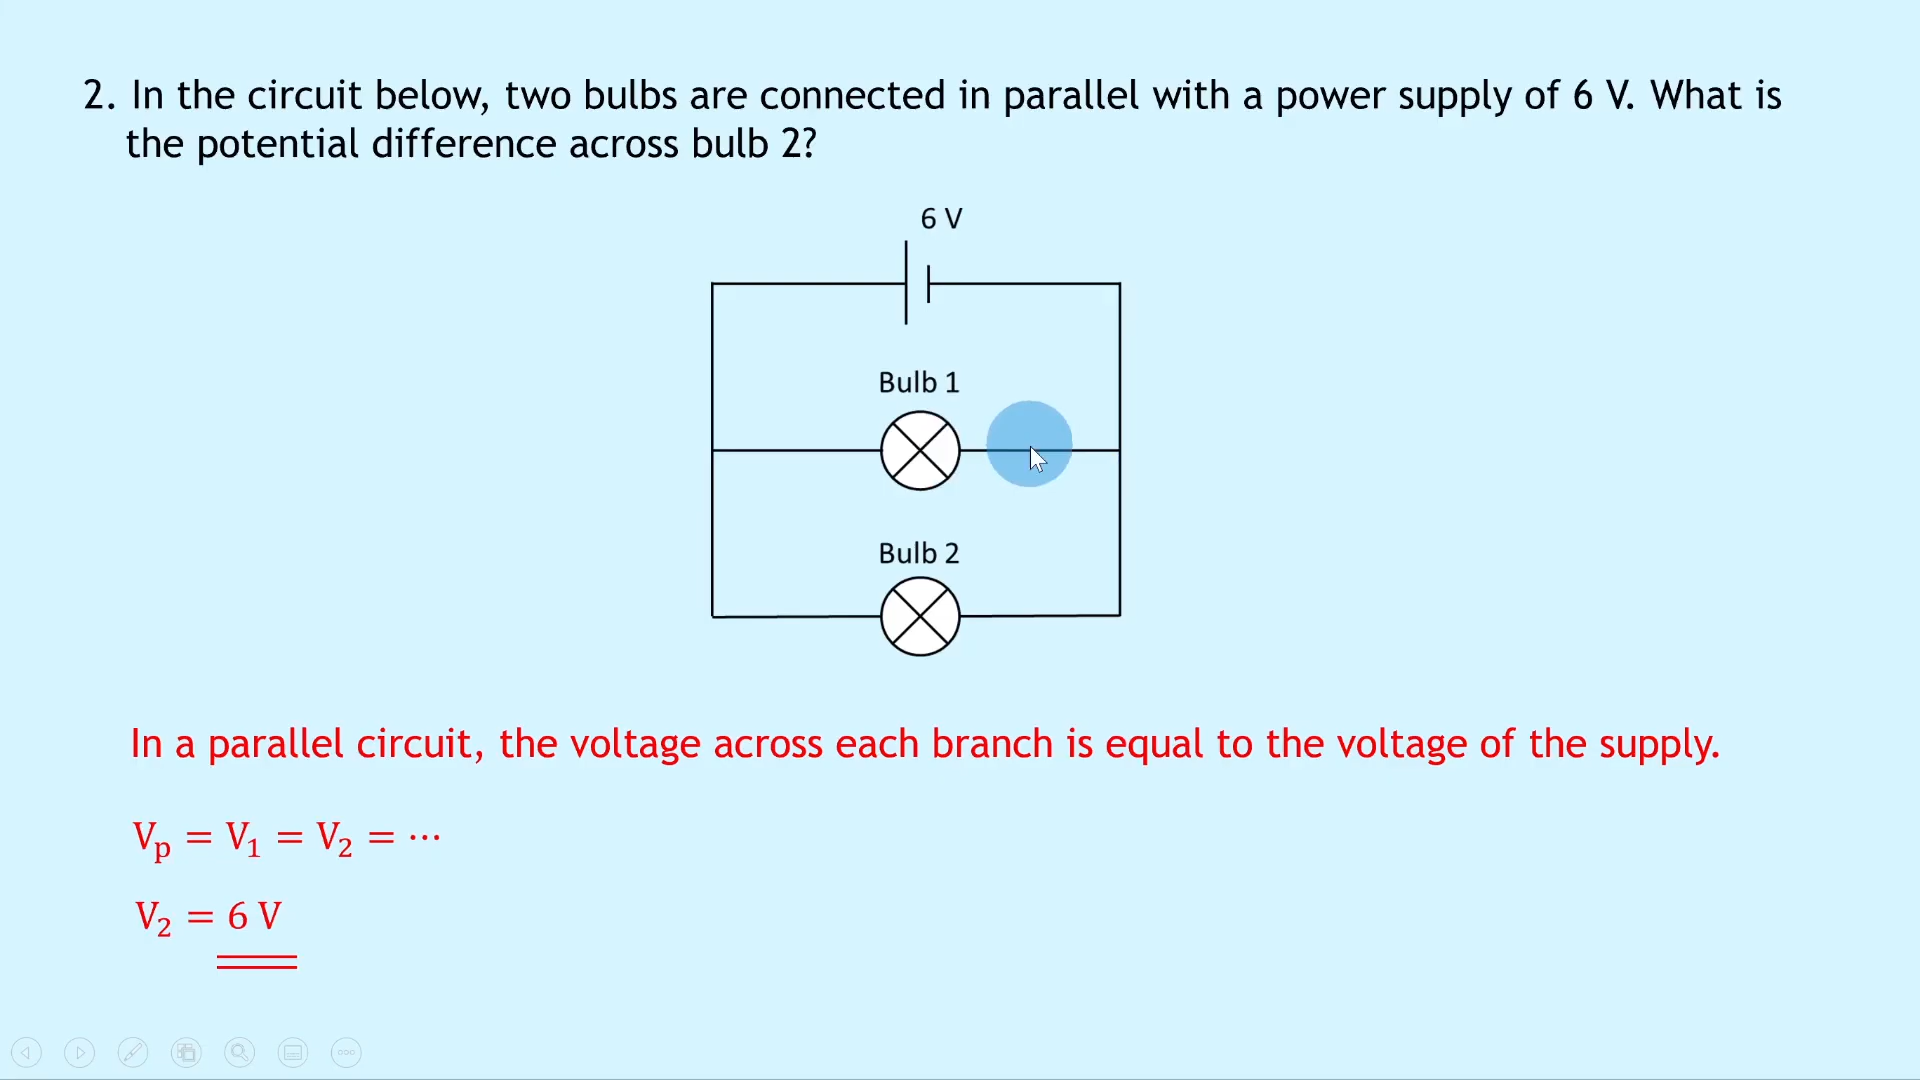 2. In the circuit below, two bulbs are connected in parallel with a power supply of 6 V. What is
the potential difference across bulb 2?
6 V
Bulb 1
Bulb 2
In a parallel circuit, the voltage across each branch is equal to the voltage of the supply.
Vₚ = V₁ = V₂ = ⋯
V₂ = 6 V